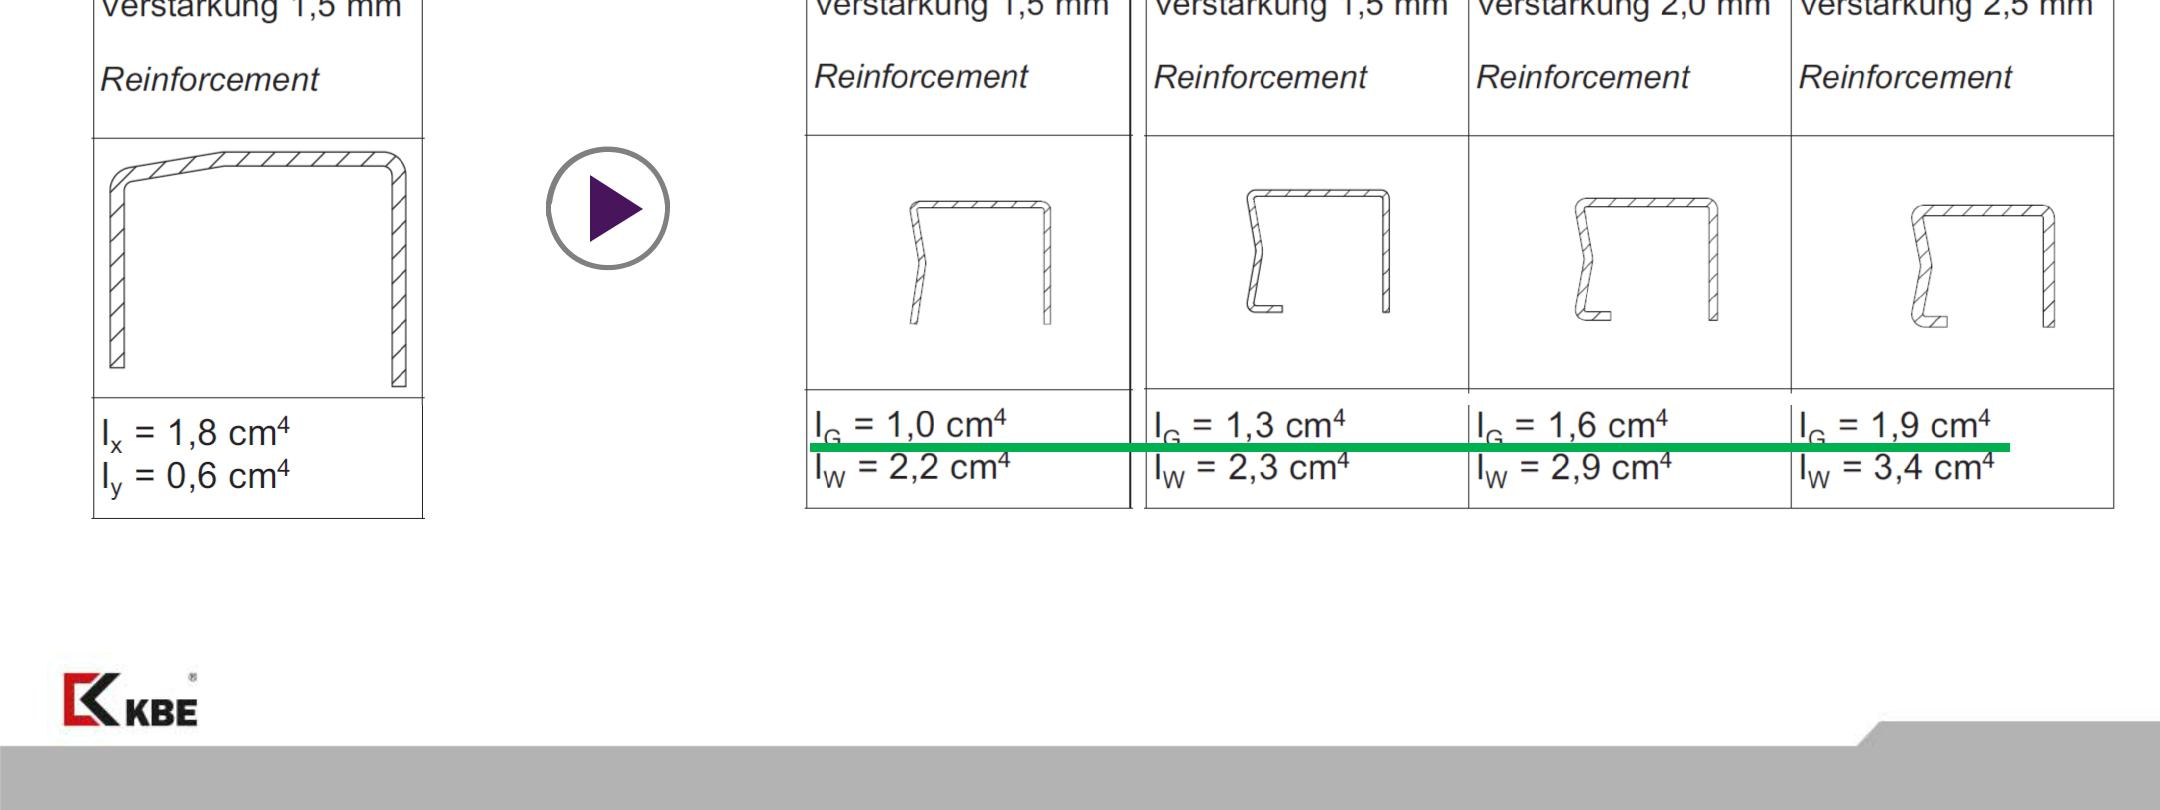 Verstärkung 1,5 mm
Reinforcement
Ix = 1,8 cm⁴
Iy = 0,6 cm⁴
Verstärkung 1,5 mm
Reinforcement
IG = 1,0 cm⁴
IW = 2,2 cm⁴
Verstärkung 1,5 mm
Reinforcement
IG = 1,3 cm⁴
IW = 2,3 cm⁴
Verstärkung 2,0 mm
Reinforcement
IG = 1,6 cm⁴
IW = 2,9 cm⁴
Verstärkung 2,5 mm
Reinforcement
IG = 1,9 cm⁴
IW = 3,4 cm⁴
KBE ®